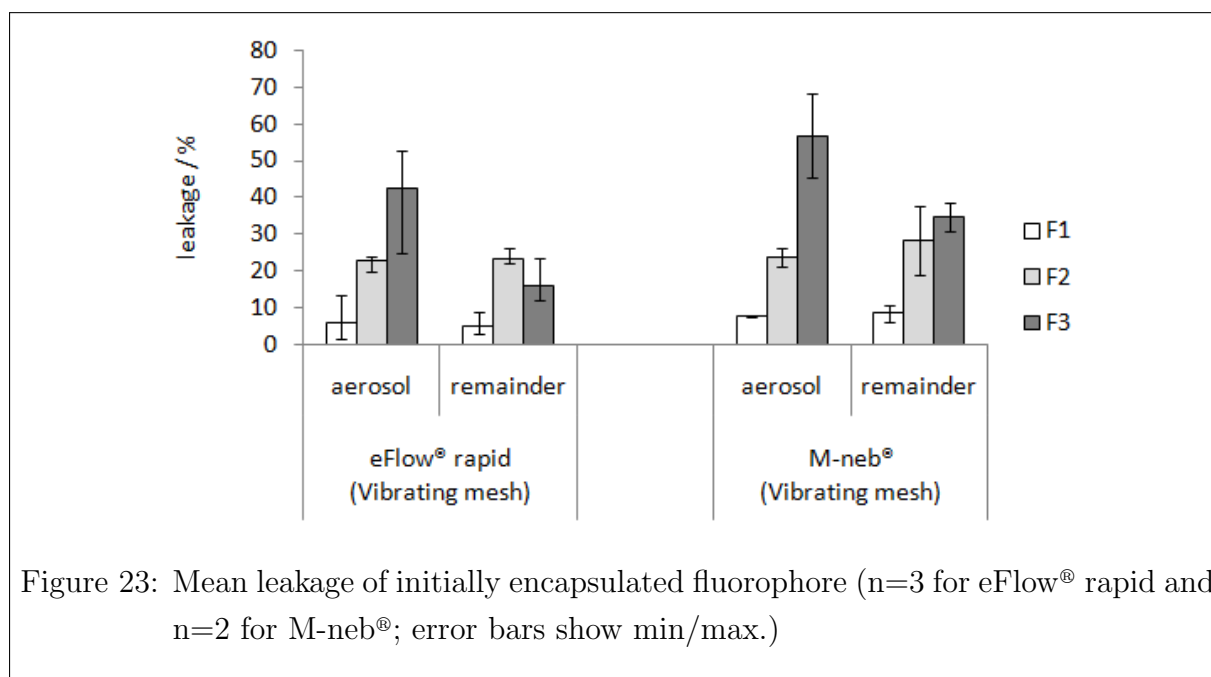 80
70
60
50
40
30
20
10
0
leakage / %
aerosol remainder aerosol remainder
eFlow® rapid M-neb®
(Vibrating mesh) (Vibrating mesh)
F1
F2
F3
Figure 23: Mean leakage of initially encapsulated fluorophore (n=3 for eFlow® rapid and
n=2 for M-neb®; error bars show min/max.)